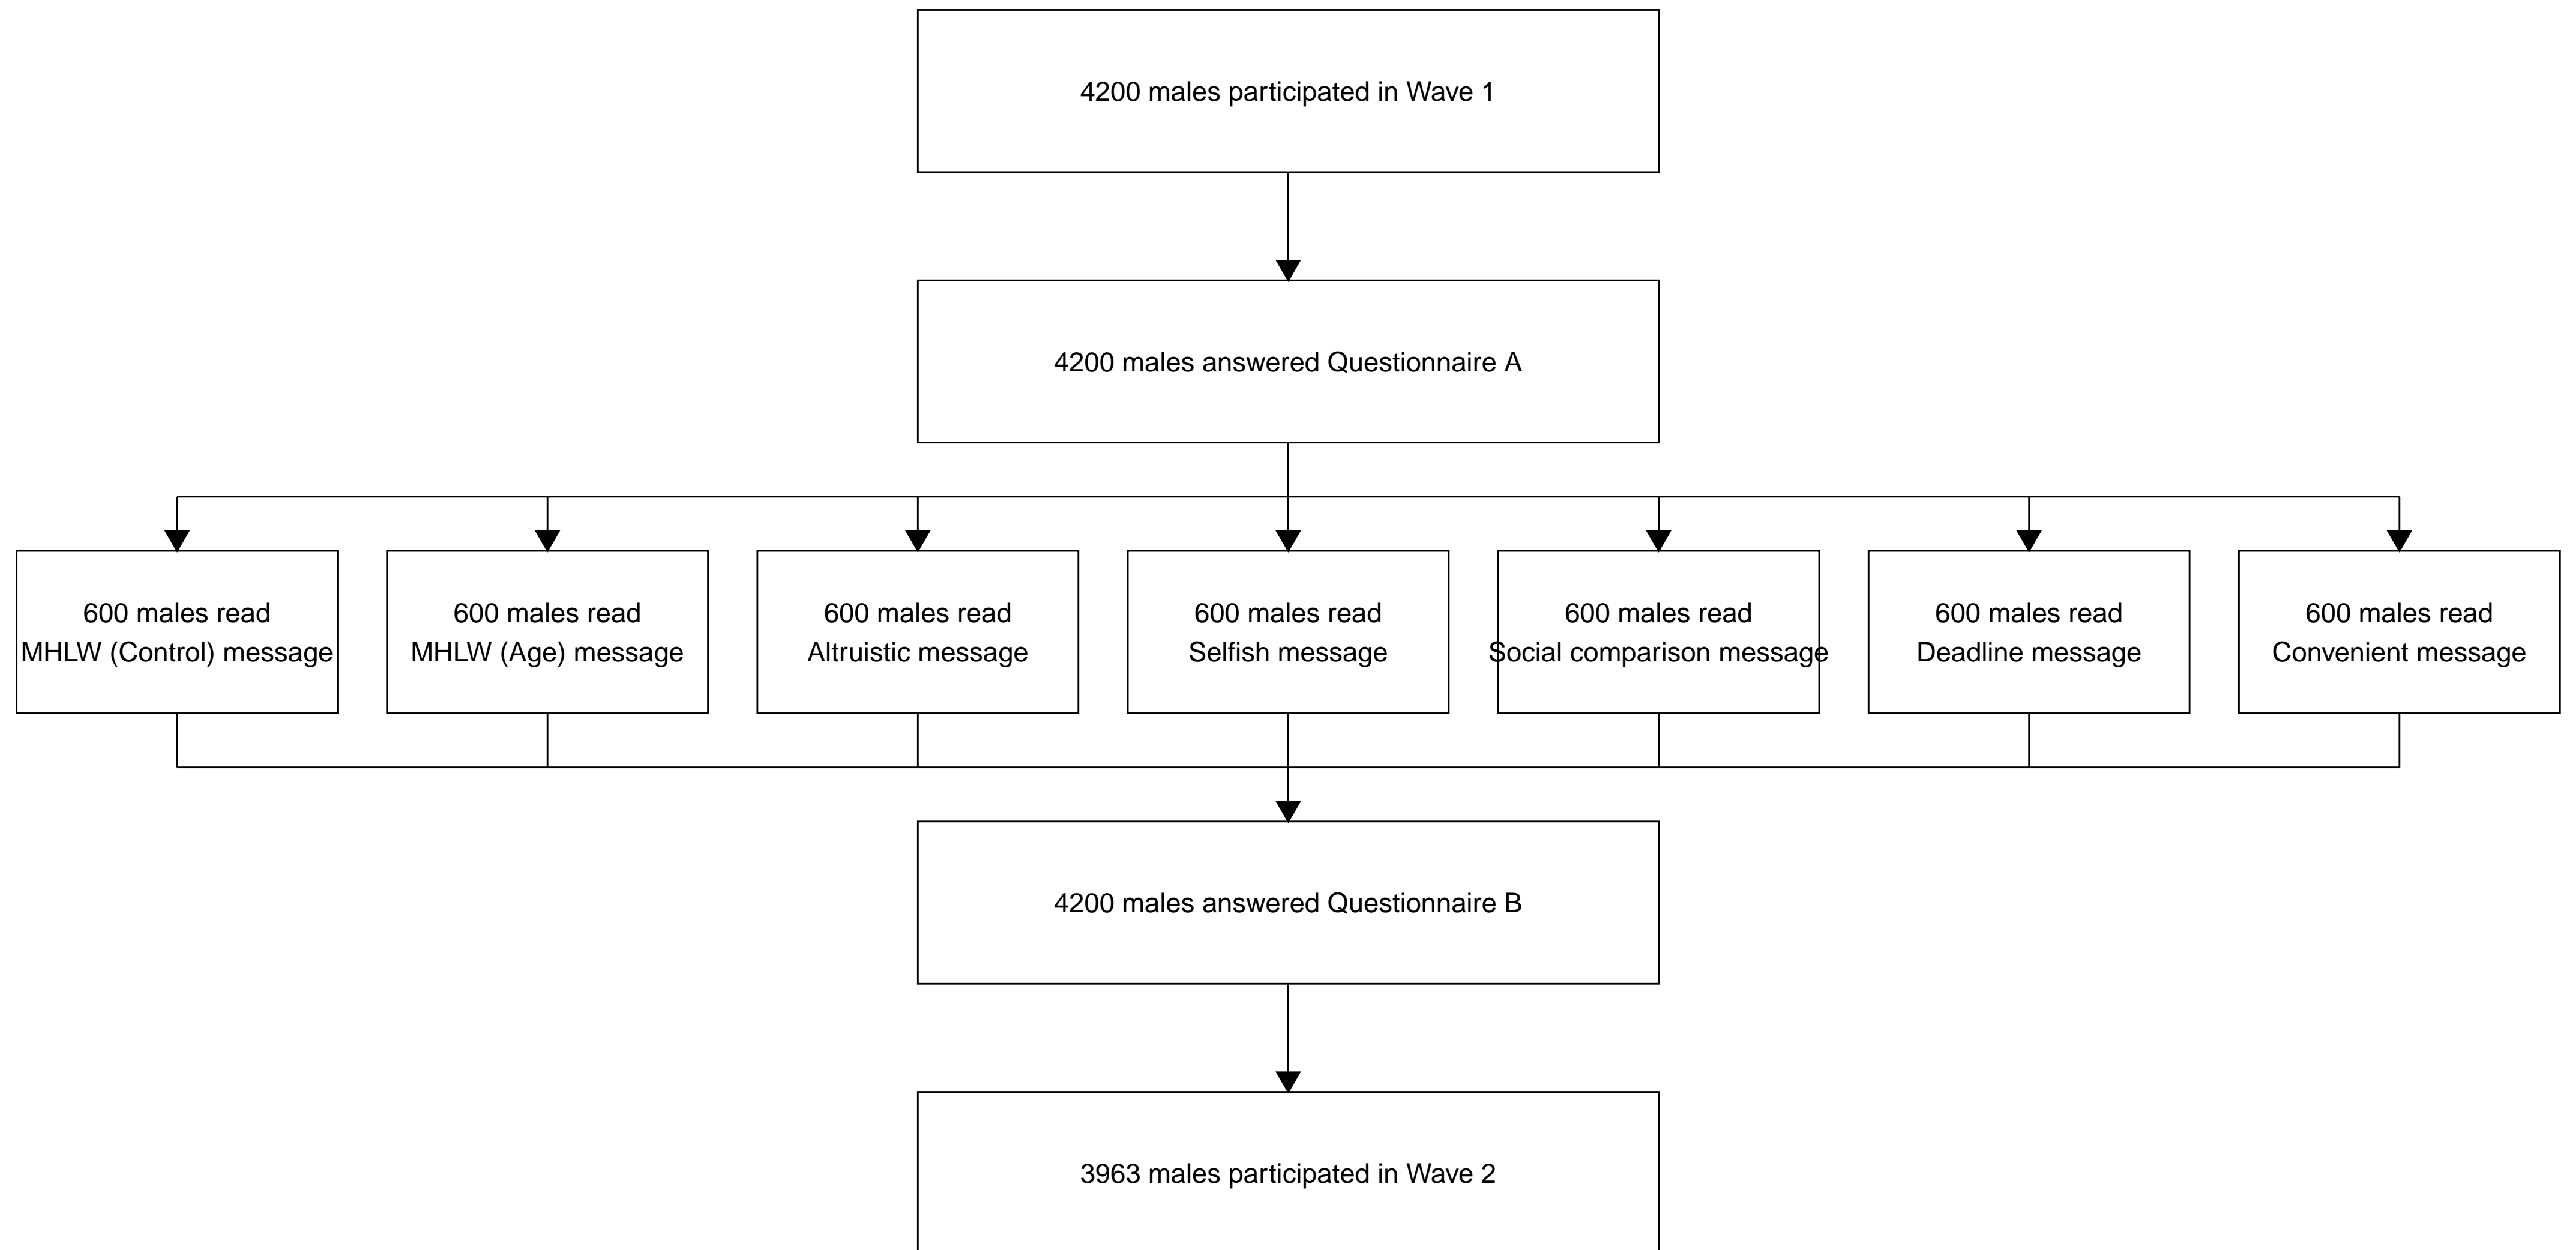 4200 males participated in Wave 1
4200 males answered Questionnaire A
600 males read
MHLW (Control) message
600 males read
MHLW (Age) message
600 males read
Altruistic message
600 males read
Selfish message
600 males read
Social comparison message
600 males read
Deadline message
600 males read
Convenient message
4200 males answered Questionnaire B
3963 males participated in Wave 2